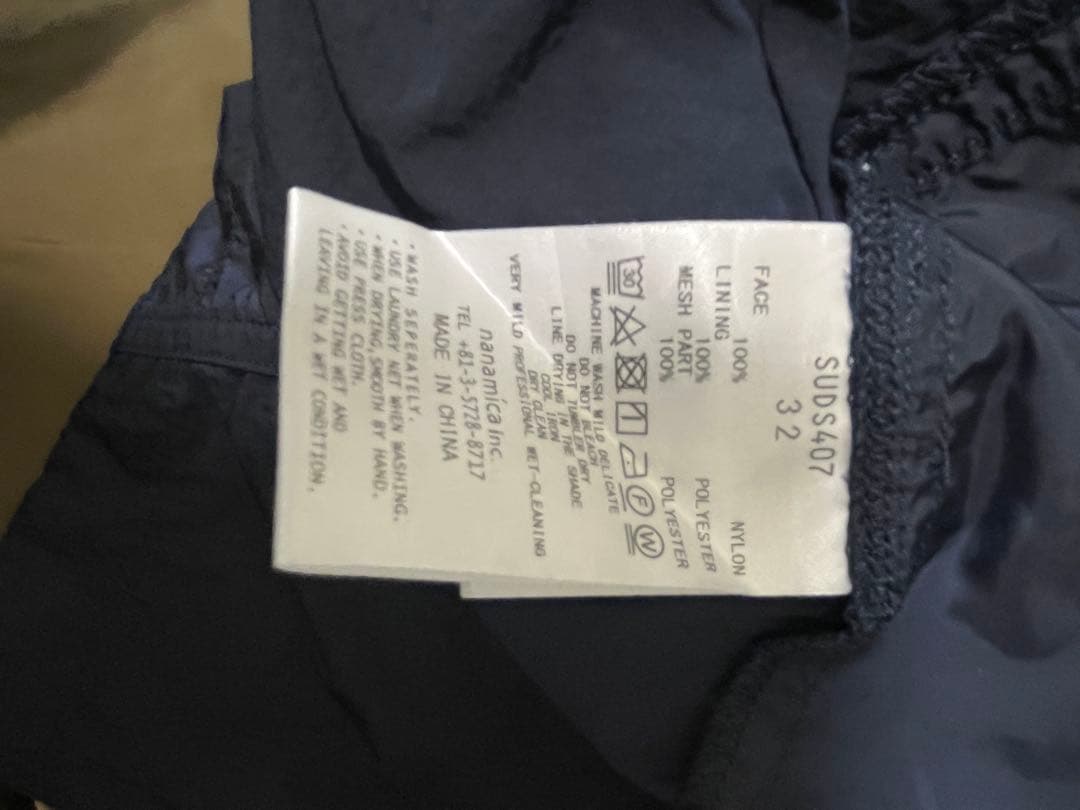 SUDS407
32
FACE
100% NYLON
LINING
100% POLYESTER
MESH PART
100% POLYESTER
30 1 F W
MACHINE WASH MILD DELICATE
DO NOT BLEACH
DO NOT TUMBLER DRY
LINE DRYING IN THE SHADE
COOL IRON
DRY CLEAN
VERY MILD PROFESSIONAL WET-CLEANING
nanamica inc.
TEL +81-3-5728-8717
MADE IN CHINA
・WASH SEPERATELY.
・USE LAUNDRY NET WHEN WASHING.
・WHEN DRYING,SMOOTH BY HAND.
・USE PRESS CLOTH.
・AVOID GETTING WET AND
LEAVING IN A WET CONDITION.